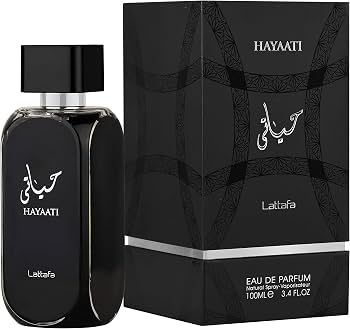 حياتي
HAYAATI
Lattafa
HAYAATI
حياتي
Lattafa
EAU DE PARFUM
Natural Spray-Vaporisateur
100ML℮ 3.4 FL.OZ